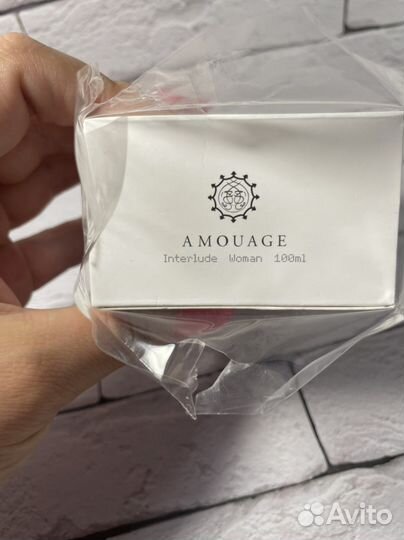 AMOUAGE
Interlude Woman 100ml
Avito